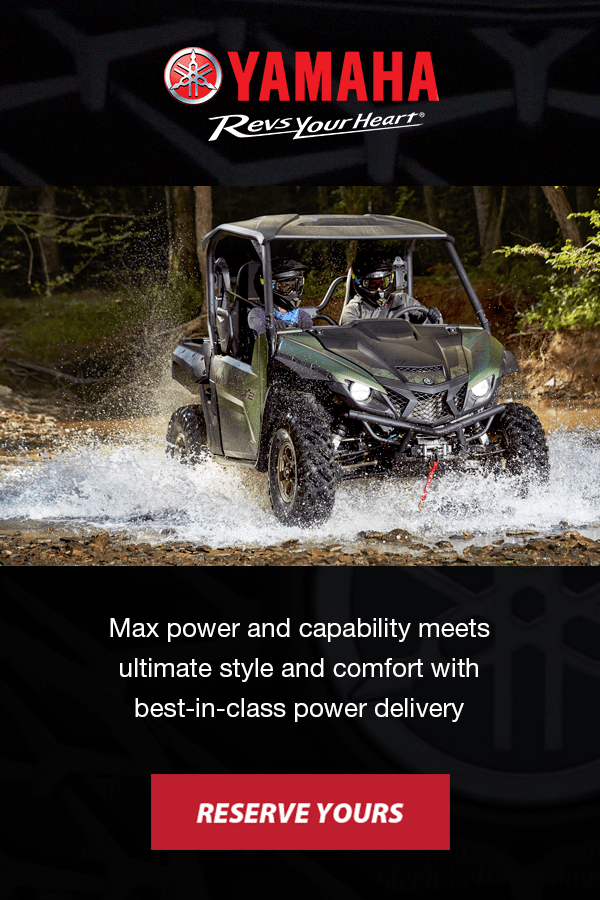 YAMAHA
Revs Your Heart®
Max power and capability meets
ultimate style and comfort with
best-in-class power delivery
RESERVE YOURS